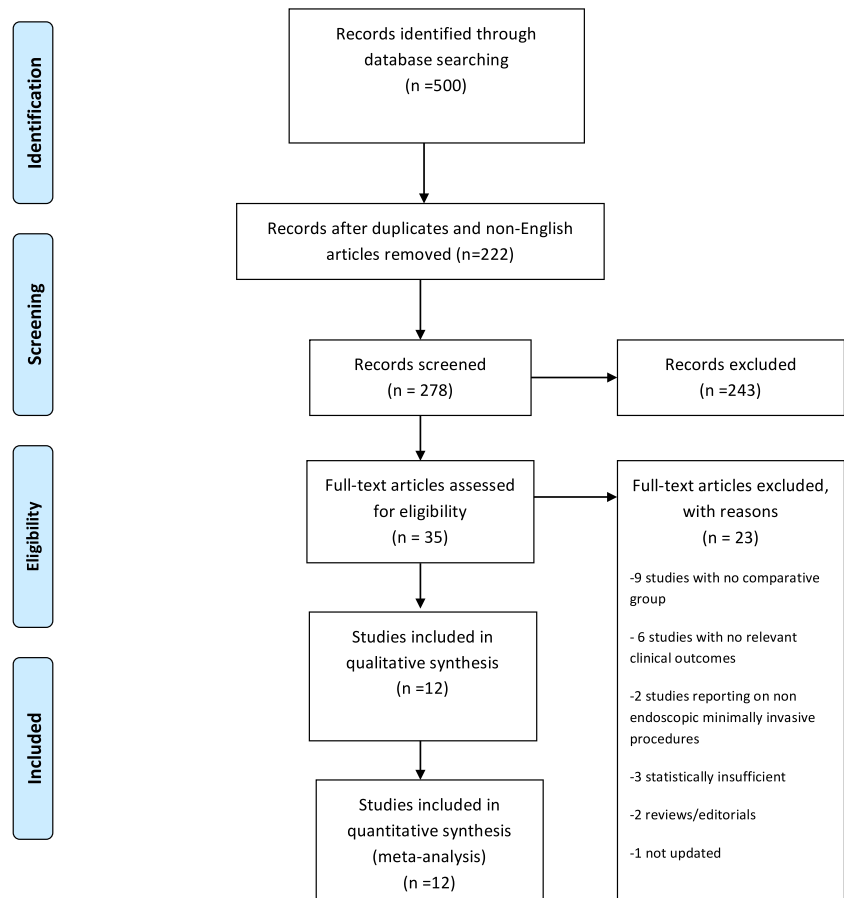 Identification
Records identified through
database searching
(n =500)
Records after duplicates and non-English
articles removed (n=222)
Screening
Records screened
(n = 278)
Records excluded
(n =243)
Eligibility
Full-text articles assessed
for eligibility
(n = 35)
Full-text articles excluded,
with reasons
(n = 23)
-9 studies with no comparative
group
- 6 studies with no relevant
clinical outcomes
-2 studies reporting on non
endoscopic minimally invasive
procedures
-3 statistically insufficient
-2 reviews/editorials
-1 not updated
Studies included in
qualitative synthesis
(n =12)
Included
Studies included in
quantitative synthesis
(meta-analysis)
(n =12)